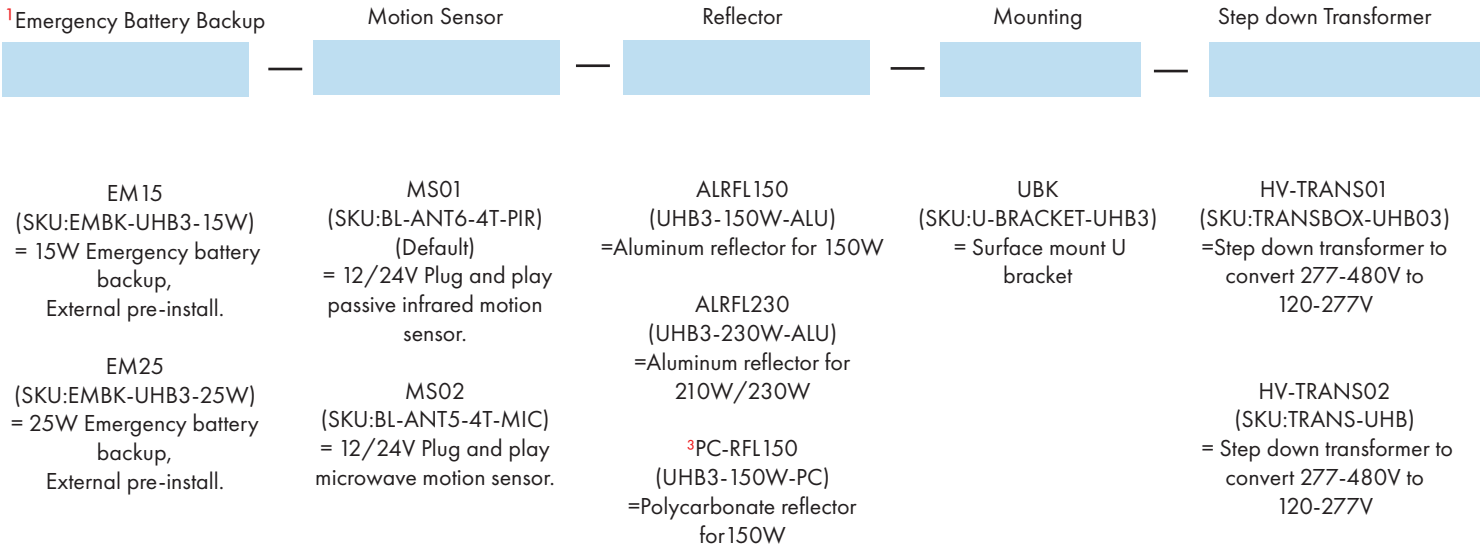 ¹Emergency Battery Backup
Motion Sensor
Reflector
Mounting
Step down Transformer
EM15
(SKU:EMBK-UHB3-15W)
= 15W Emergency battery
backup,
External pre-install.
EM25
(SKU:EMBK-UHB3-25W)
= 25W Emergency battery
backup,
External pre-install.
MS01
(SKU:BL-ANT6-4T-PIR)
(Default)
= 12/24V Plug and play
passive infrared motion
sensor.
MS02
(SKU:BL-ANT5-4T-MIC)
= 12/24V Plug and play
microwave motion sensor.
ALRFL150
(UHB3-150W-ALU)
=Aluminum reflector for 150W
ALRFL230
(UHB3-230W-ALU)
=Aluminum reflector for
210W/230W
³PC-RFL150
(UHB3-150W-PC)
=Polycarbonate reflector
for150W
UBK
(SKU:U-BRACKET-UHB3)
= Surface mount U
bracket
HV-TRANS01
(SKU:TRANSBOX-UHB03)
=Step down transformer to
convert 277-480V to
120-277V
HV-TRANS02
(SKU:TRANS-UHB)
= Step down transformer to
convert 277-480V to
120-277V